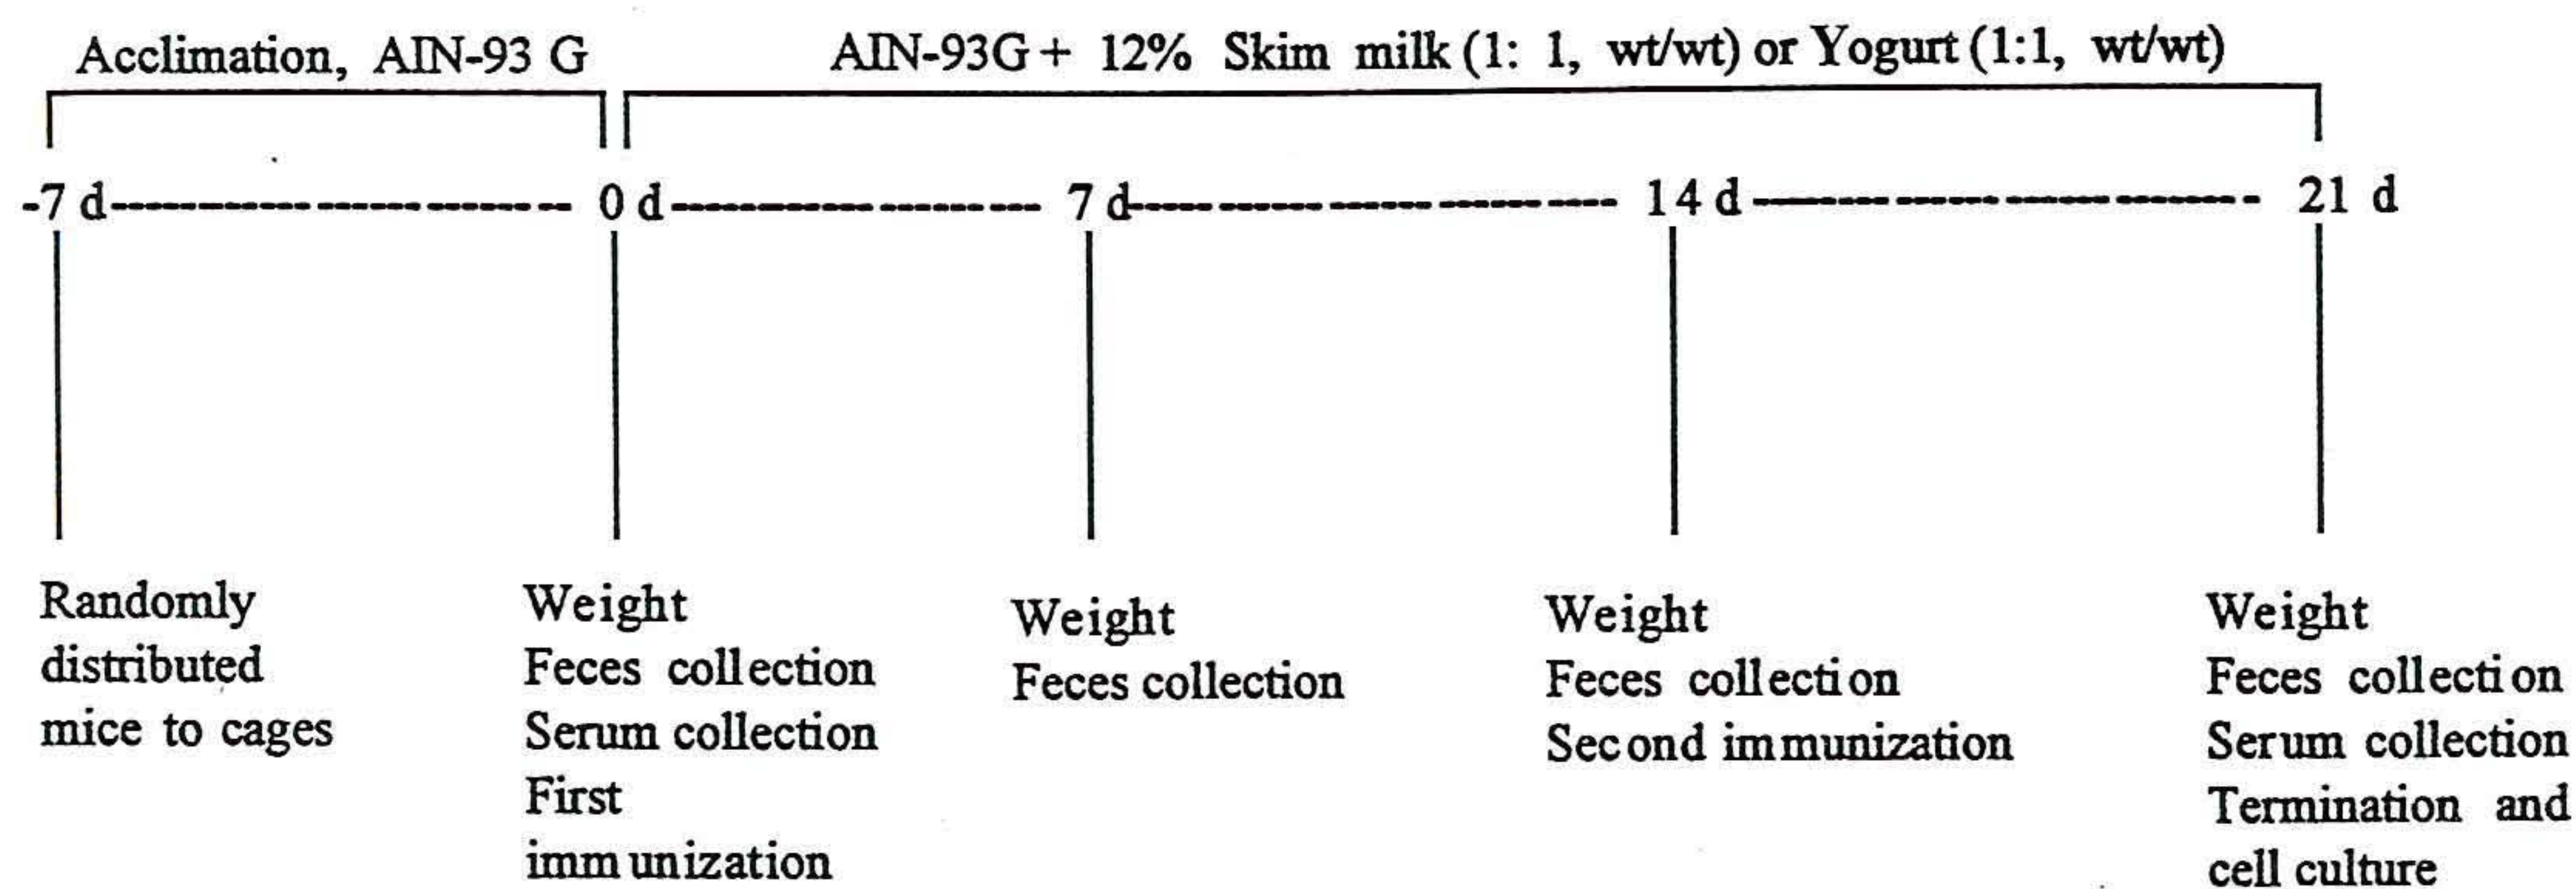 Acclimation, AIN-93 G
AIN-93G + 12% Skim milk (1: 1, wt/wt) or Yogurt (1:1, wt/wt)
-7 d 0 d 7 d 14 d 21 d
Randomly
distributed
mice to cages
Weight
Feces collection
Serum collection
First
immunization
Weight
Feces collection
Weight
Feces collection
Second immunization
Weight
Feces collection
Serum collection
Termination and
cell culture